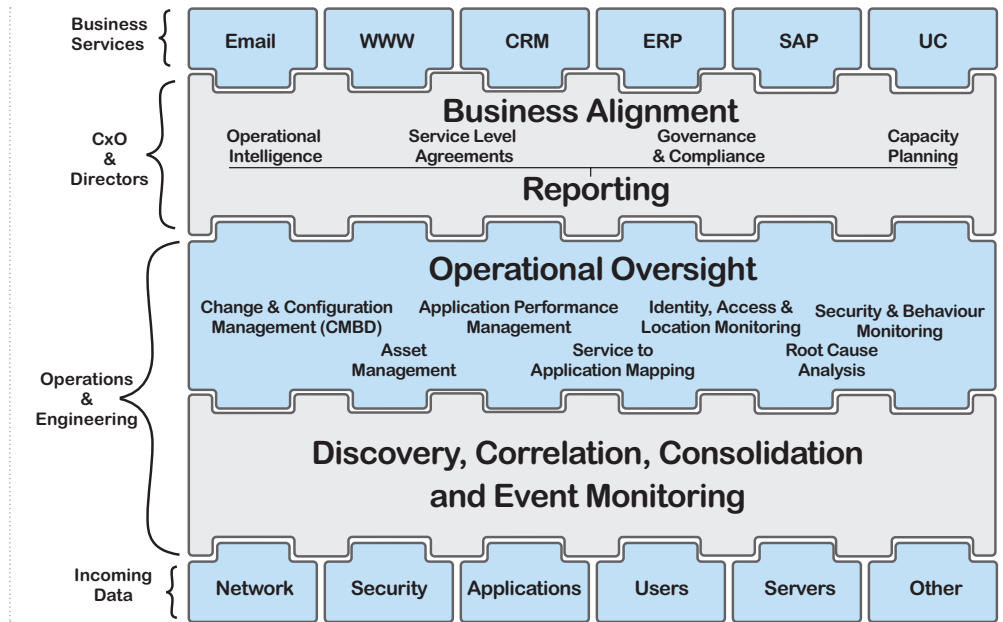 Business
Services
Email
WWW
CRM
ERP
SAP
UC
CxO
&
Directors
Business Alignment
Operational
Intelligence
Service Level
Agreements
Governance
& Compliance
Capacity
Planning
Reporting
Operations
&
Engineering
Operational Oversight
Change & Configuration
Management (CMBD)
Application Performance
Management
Identity, Access &
Location Monitoring
Security & Behaviour
Monitoring
Asset
Management
Service to
Application Mapping
Root Cause
Analysis
Discovery, Correlation, Consolidation
and Event Monitoring
Incoming
Data
Network
Security
Applications
Users
Servers
Other